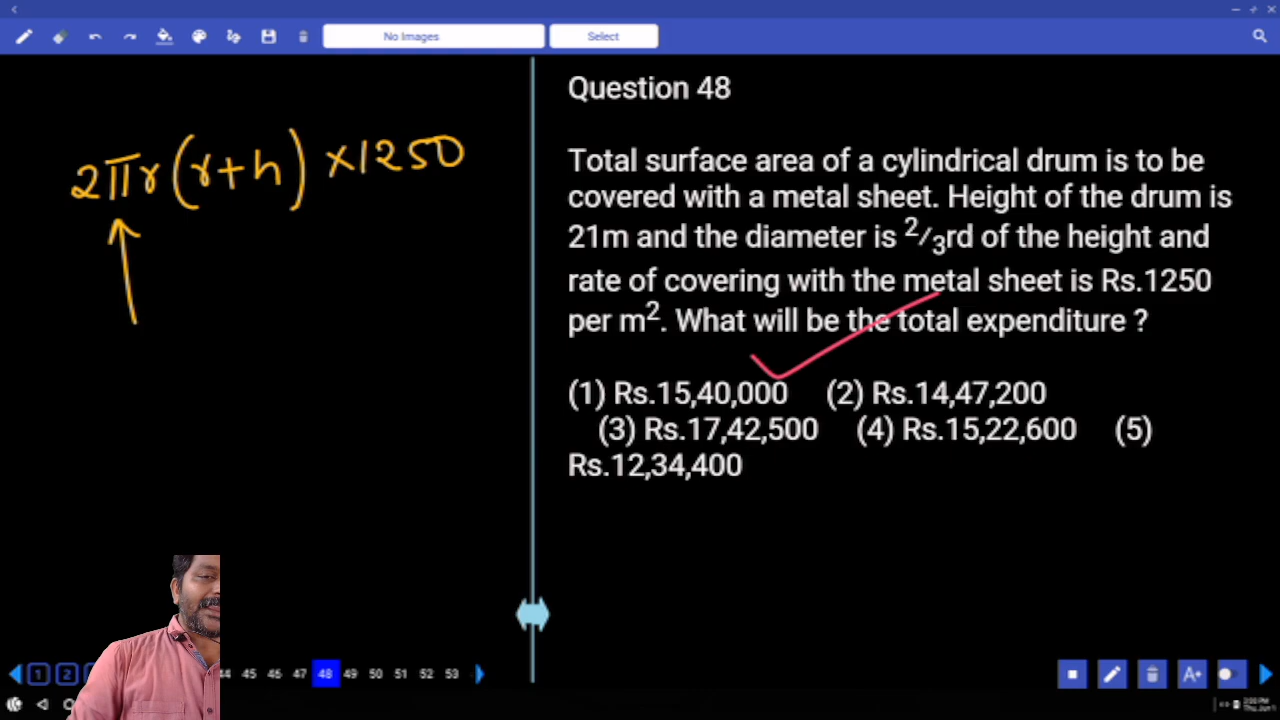 No Images
Select
2πr(r+h) ×1250
Question 48
Total surface area of a cylindrical drum is to be
covered with a metal sheet. Height of the drum is
21m and the diameter is 2/3rd of the height and
rate of covering with the metal sheet is Rs.1250
per m². What will be the total expenditure ?
(1) Rs.15,40,000 (2) Rs.14,47,200
(3) Rs.17,42,500 (4) Rs.15,22,600 (5)
Rs.12,34,400
1 2 44 45 46 47 48 49 50 51 52 53
A+